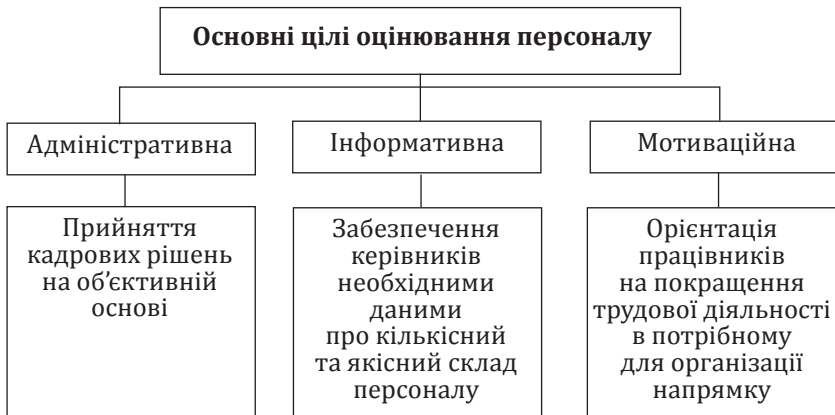 Основні цілі оцінювання персоналу
Адміністративна
Інформативна
Мотиваційна
Прийняття
кадрових рішень
на об’єктивній
основі
Забезпечення
керівників
необхідними
даними
про кількісний
та якісний склад
персоналу
Орієнтація
працівників
на покращення
трудової діяльності
в потрібному
для організації
напрямку